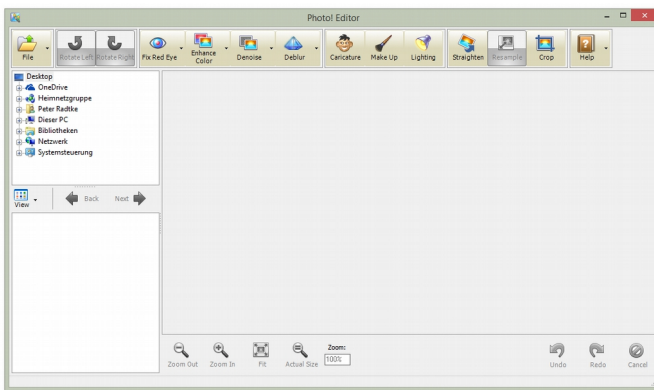 Photo! Editor
File
Rotate Left
Rotate Right
Fix Red Eye
Enhance
Color
Denoise
Deblur
Caricature
Make Up
Lighting
Straighten
Resample
Crop
Help
Desktop
OneDrive
Heimnetzgruppe
Peter Radtke
Dieser PC
Bibliotheken
Netzwerk
Systemsteuerung
View
Back
Next
Zoom Out
Zoom In
Fit
Actual Size
Zoom:
100%
Undo
Redo
Cancel